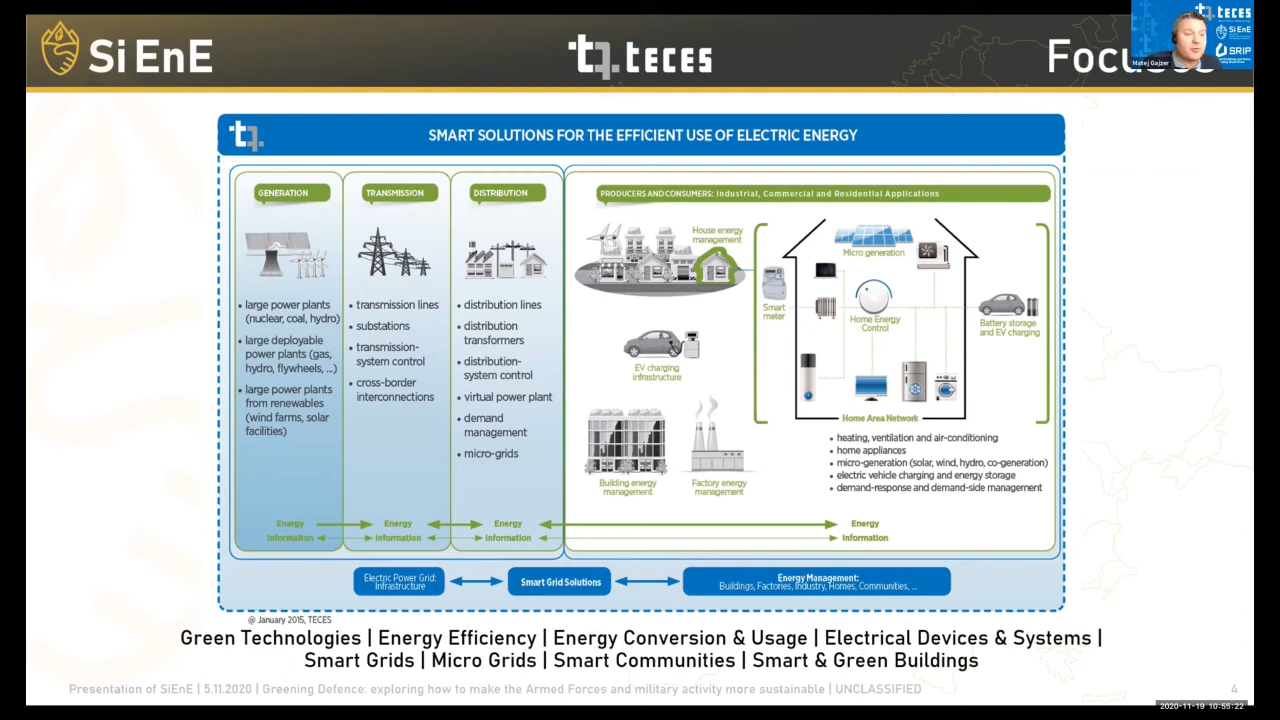 Si EnE
TECES
TECES
Si EnE
SRIP
Matej Gajzer
SMART SOLUTIONS FOR THE EFFICIENT USE OF ELECTRIC ENERGY
GENERATION
• large power plants
(nuclear, coal, hydro)
• large deployable
power plants (gas,
hydro, flywheels, ...)
• large power plants
from renewables
(wind farms, solar
facilities)
TRANSMISSION
• transmission lines
• substations
• transmission-
system control
• cross-border
interconnections
DISTRIBUTION
• distribution lines
• distribution
transformers
• distribution-
system control
• virtual power plant
• demand
management
• micro-grids
PRODUCERS AND CONSUMERS: Industrial, Commercial and Residential Applications
House energy
management
EV charging
infrastructure
Building energy
management
Factory energy
management
Smart
meter
Micro generation
Home Energy
Control
Battery storage
and EV charging
Home Area Network
• heating, ventilation and air-conditioning
• home appliances
• micro-generation (solar, wind, hydro, co-generation)
• electric vehicle charging and energy storage
• demand-response and demand-side management
Energy Energy Energy Energy
Information Information Information Information
Electric Power Grid:
Infrastructure
Smart Grid Solutions
Energy Management:
Buildings, Factories, Industry, Homes, Communities, ...
@ January 2015, TECES
Green Technologies | Energy Efficiency | Energy Conversion & Usage | Electrical Devices & Systems |
Smart Grids | Micro Grids | Smart Communities | Smart & Green Buildings
Presentation of SiEnE | 5.11.2020 | Greening Defence: exploring how to make the Armed Forces and military activity more sustainable | UNCLASSIFIED
4
2020-11-19 10:55:22